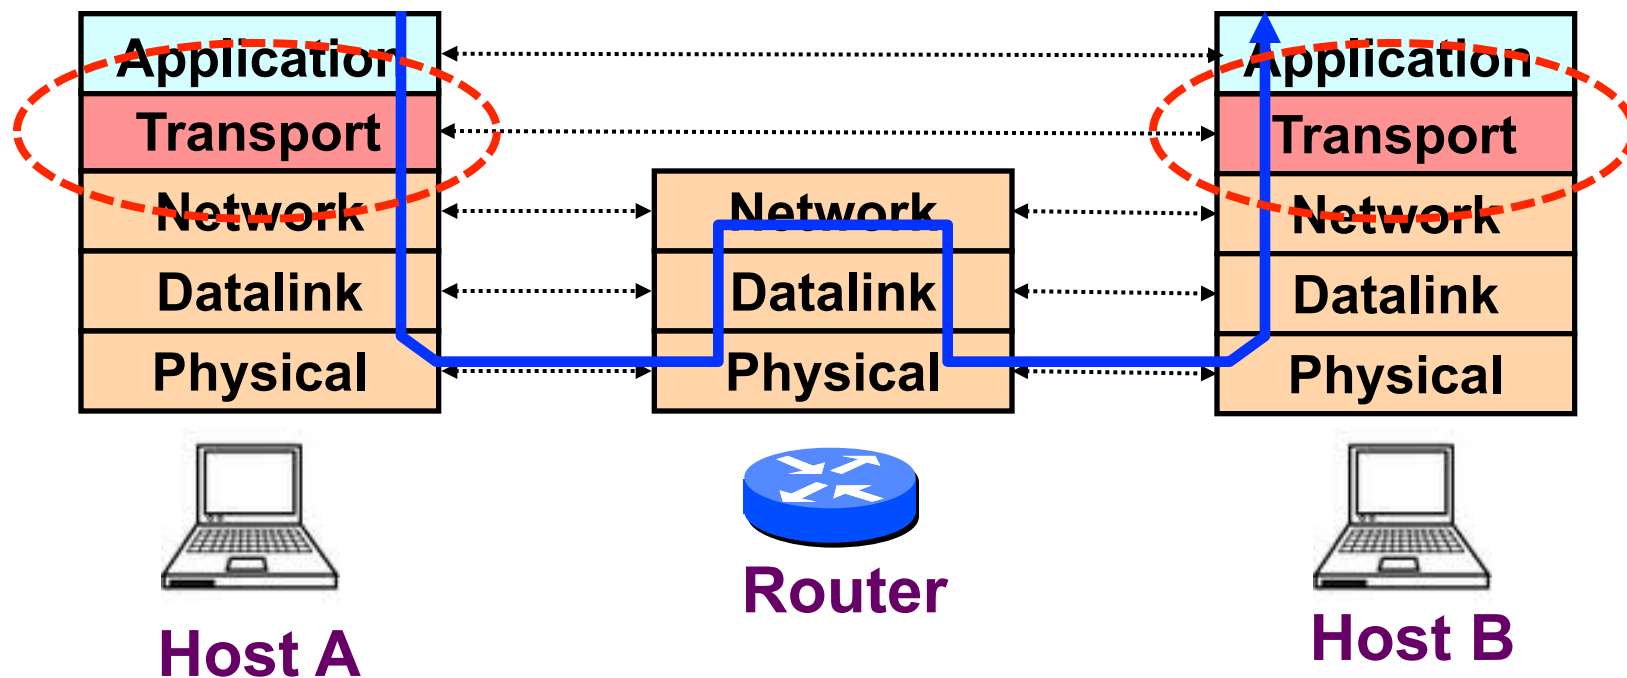 Application
Transport
Network
Datalink
Physical
Host A
Network
Datalink
Physical
Router
Application
Transport
Network
Datalink
Physical
Host B